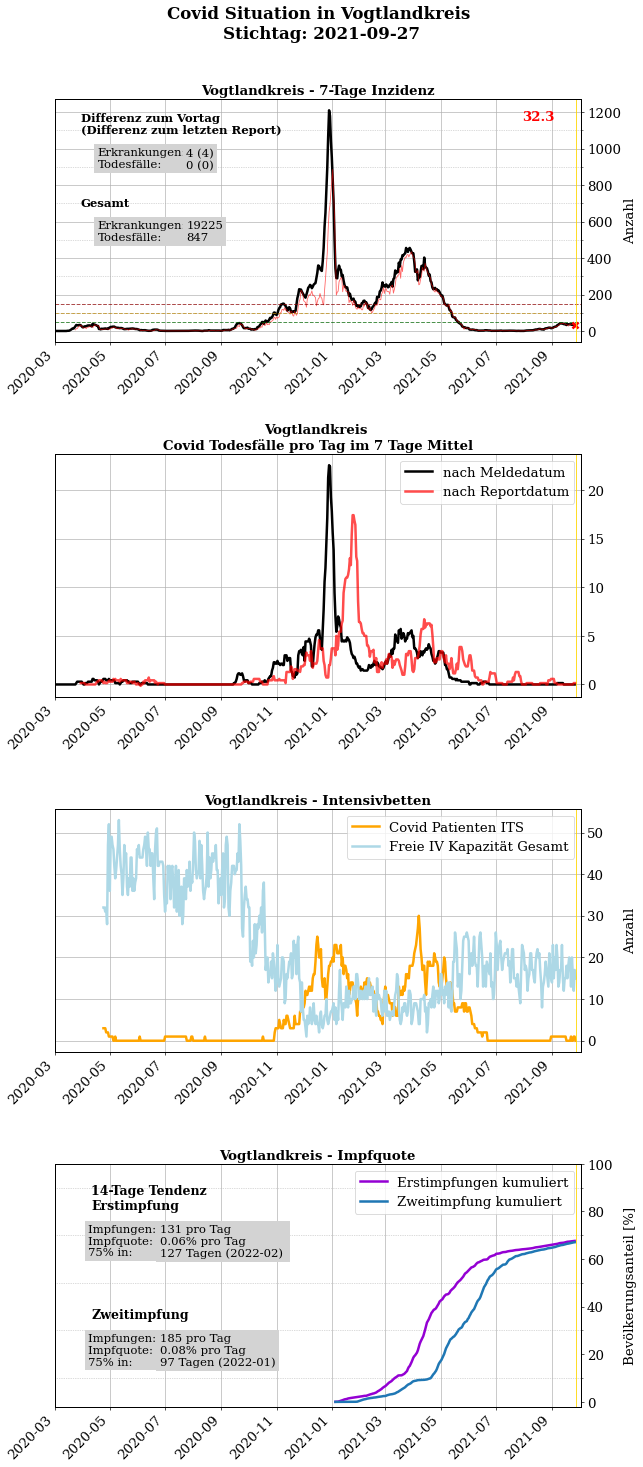 Covid Situation in Vogtlandkreis
Stichtag: 2021-09-27
Vogtlandkreis - 7-Tage Inzidenz
Differenz zum Vortag
(Differenz zum letzten Report)
Erkrankungen 4 (4)
Todesfälle: 0 (0)
Gesamt
Erkrankungen 19225
Todesfälle: 847
32.3
1200
1000
800
600
400
200
0
Anzahl
2020-03 2020-05 2020-07 2020-09 2020-11 2021-01 2021-03 2021-05 2021-07 2021-09
Vogtlandkreis
Covid Todesfälle pro Tag im 7 Tage Mittel
nach Meldedatum
nach Reportdatum
20
15
10
5
0
2020-03 2020-05 2020-07 2020-09 2020-11 2021-01 2021-03 2021-05 2021-07 2021-09
Vogtlandkreis - Intensivbetten
Covid Patienten ITS
Freie IV Kapazität Gesamt
50
40
30
20
10
0
Anzahl
2020-03 2020-05 2020-07 2020-09 2020-11 2021-01 2021-03 2021-05 2021-07 2021-09
Vogtlandkreis - Impfquote
14-Tage Tendenz
Erstimpfung
Impfungen: 131 pro Tag
Impfquote: 0.06% pro Tag
75% in: 127 Tagen (2022-02)
Zweitimpfung
Impfungen: 185 pro Tag
Impfquote: 0.08% pro Tag
75% in: 97 Tagen (2022-01)
Erstimpfungen kumuliert
Zweitimpfung kumuliert
100
80
60
40
20
0
Bevölkerungsanteil [%]
2020-03 2020-05 2020-07 2020-09 2020-11 2021-01 2021-03 2021-05 2021-07 2021-09